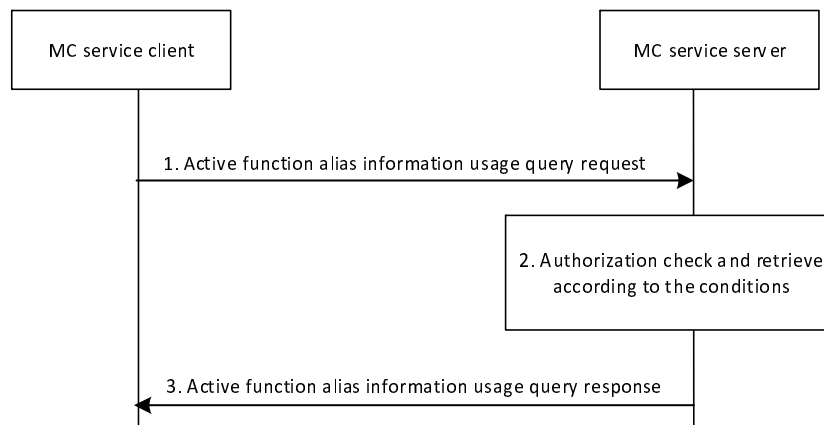 MC service client
MC service server
1. Active function alias information usage query request
2. Authorization check and retrieve
according to the conditions
3. Active function alias information usage query response